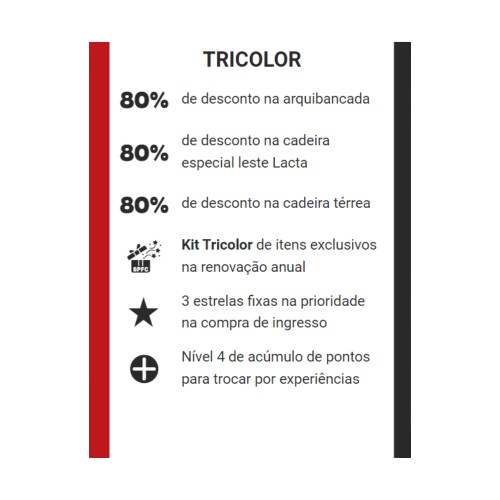 TRICOLOR
80% de desconto na arquibancada
80% de desconto na cadeira
especial leste Lacta
80% de desconto na cadeira térrea
Kit Tricolor de itens exclusivos
na renovação anual
SPFC
3 estrelas fixas na prioridade
na compra de ingresso
Nível 4 de acúmulo de pontos
para trocar por experiências